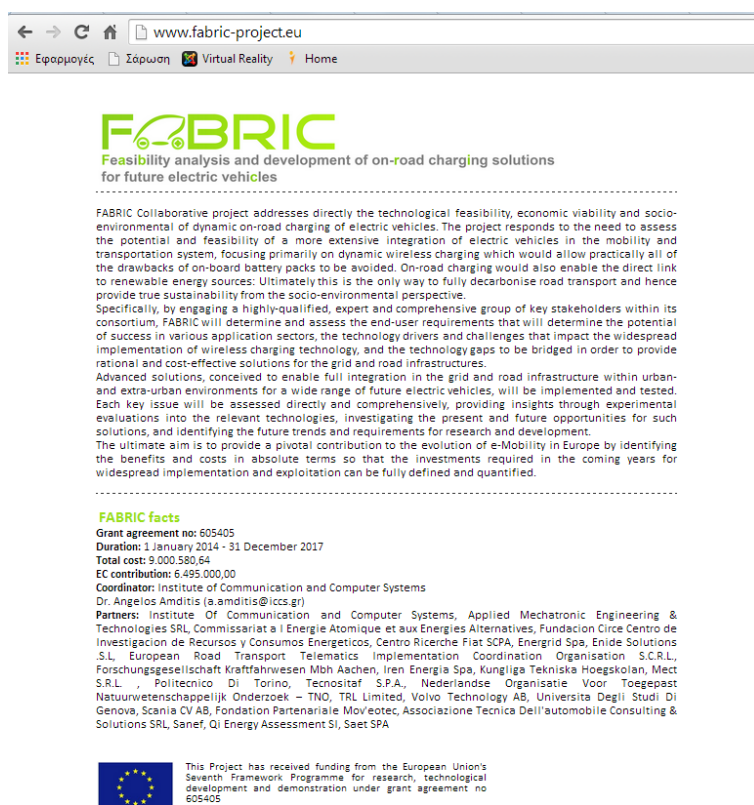 www.fabric-project.eu
Εφαρμογές Σάρωση Virtual Reality Home
FABRIC
Feasibility analysis and development of on-road charging solutions
for future electric vehicles
FABRIC Collaborative project addresses directly the technological feasibility, economic viability and socio-
environmental of dynamic on-road charging of electric vehicles. The project responds to the need to assess
the potential and feasibility of a more extensive integration of electric vehicles in the mobility and
transportation system, focusing primarily on dynamic wireless charging which would allow practically all of
the drawbacks of on-board battery packs to be avoided. On-road charging would also enable the direct link
to renewable energy sources: Ultimately this is the only way to fully decarbonise road transport and hence
provide true sustainability from the socio-environmental perspective.
Specifically, by engaging a highly-qualified, expert and comprehensive group of key stakeholders within its
consortium, FABRIC will determine and assess the end-user requirements that will determine the potential
of success in various application sectors, the technology drivers and challenges that impact the widespread
implementation of wireless charging technology, and the technology gaps to be bridged in order to provide
rational and cost-effective solutions for the grid and road infrastructures.
Advanced solutions, conceived to enable full integration in the grid and road infrastructure within urban-
and extra-urban environments for a wide range of future electric vehicles, will be implemented and tested.
Each key issue will be assessed directly and comprehensively, providing insights through experimental
evaluations into the relevant technologies, investigating the present and future opportunities for such
solutions, and identifying the future trends and requirements for research and development.
The ultimate aim is to provide a pivotal contribution to the evolution of e-Mobility in Europe by identifying
the benefits and costs in absolute terms so that the investments required in the coming years for
widespread implementation and exploitation can be fully defined and quantified.
FABRIC facts
Grant agreement no: 605405
Duration: 1 January 2014 - 31 December 2017
Total cost: 9.000.580,64
EC contribution: 6.495.000,00
Coordinator: Institute of Communication and Computer Systems
Dr. Angelos Amditis (a.amditis@iccs.gr)
Partners: Institute Of Communication and Computer Systems, Applied Mechatronic Engineering &
Technologies SRL, Commissariat a l Energie Atomique et aux Energies Alternatives, Fundacion Circe Centro de
Investigacion de Recursos y Consumos Energeticos, Centro Ricerche Fiat SCPA, Energrid Spa, Enide Solutions
.S.L, European Road Transport Telematics Implementation Coordination Organisation S.C.R.L.,
Forschungsgesellschaft Kraftfahrwesen Mbh Aachen, Iren Energia Spa, Kungliga Tekniska Hoegskolan, Mect
S.R.L. , Politecnico Di Torino, Tecnositaf S.P.A., Nederlandse Organisatie Voor Toegepast
Natuurwetenschappelijk Onderzoek – TNO, TRL Limited, Volvo Technology AB, Universita Degli Studi Di
Genova, Scania CV AB, Fondation Partenariale Mov'eotec, Associazione Tecnica Dell'automobile Consulting &
Solutions SRL, Sanef, Qi Energy Assessment Sl, Saet SPA
This Project has received funding from the European Union's
Seventh Framework Programme for research, technological
development and demonstration under grant agreement no
605405